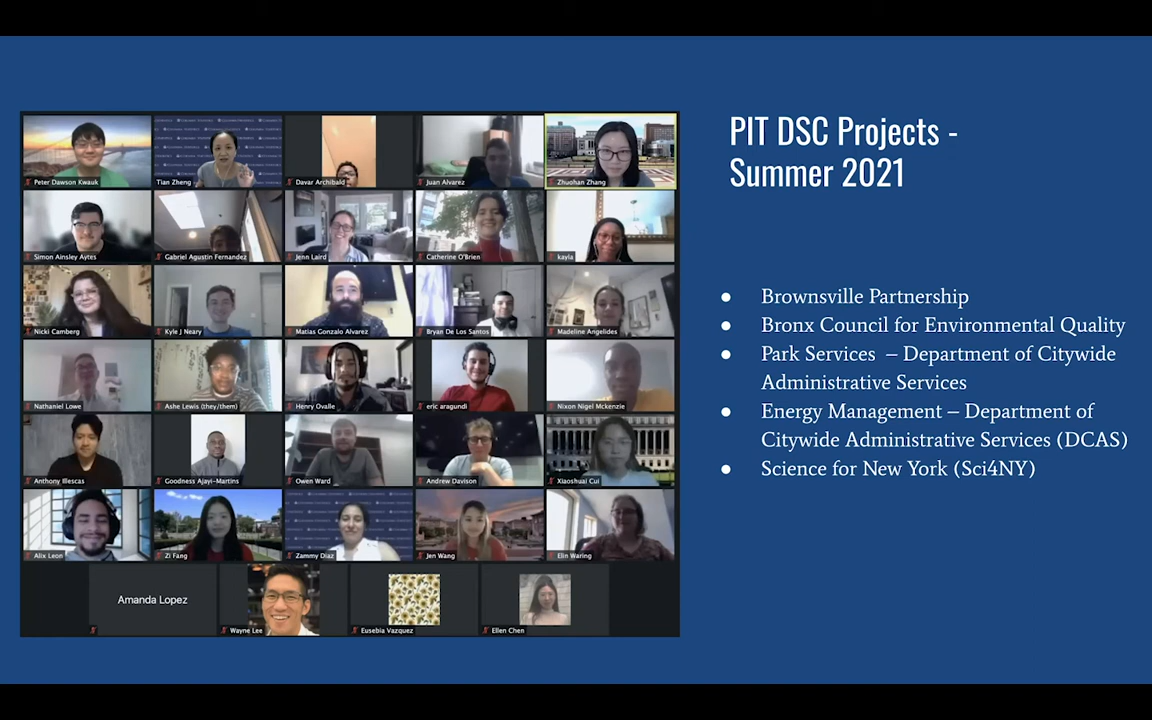 PIT DSC Projects -
Summer 2021
Peter Dawson Kwauk
Tian Zheng
Davar Archibald
Juan Alvarez
Zhuohan Zhang
Simon Ainsley Aytes
Gabriel Agustin Fernandez
Jenn Laird
Catherine O'Brien
kayla
Nicki Camberg
Kyle J Neary
Matias Gonzalo Alvarez
Bryan De Los Santos
Madeline Angelides
Nathaniel Lowe
Ashe Lewis (they/them)
Henry Ovalle
eric aragundi
Nixon Nigel Mckenzie
Anthony Illescas
Goodness Ajayi-Martins
Owen Ward
Andrew Davison
Xiaoshuai Cui
Alix Leon
Zi Fang
Zammy Diaz
Jen Wang
Elin Waring
Amanda Lopez
Wayne Lee
Eusebia Vazquez
Ellen Chen
● Brownsville Partnership
● Bronx Council for Environmental Quality
● Park Services – Department of Citywide
Administrative Services
● Energy Management – Department of
Citywide Administrative Services (DCAS)
● Science for New York (Sci4NY)